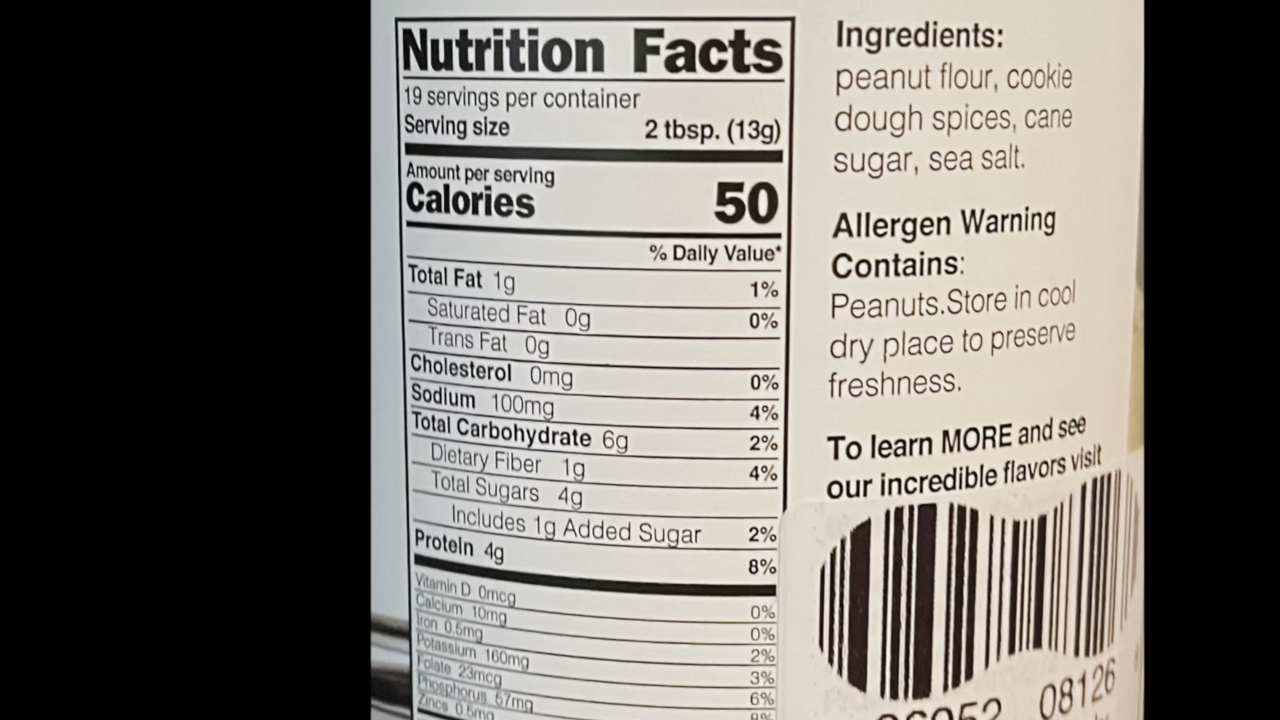 Nutrition Facts
19 servings per container
Serving size 2 tbsp. (13g)
Amount per serving
Calories 50
% Daily Value*
Total Fat 1g 1%
Saturated Fat 0g 0%
Trans Fat 0g
Cholesterol 0mg 0%
Sodium 100mg 4%
Total Carbohydrate 6g 2%
Dietary Fiber 1g 4%
Total Sugars 4g
Includes 1g Added Sugar 2%
Protein 4g 8%
Vitamin D 0mcg 0%
Calcium 10mg 0%
Iron 0.5mg 2%
Potassium 160mg 3%
Folate 23mcg 6%
Phosphorus 57mg 8%
Zincs 0.5mg
Ingredients:
peanut flour, cookie
dough spices, cane
sugar, sea salt.
Allergen Warning
Contains:
Peanuts.Store in cool
dry place to preserve
freshness.
To learn MORE and see
our incredible flavors visit
08126